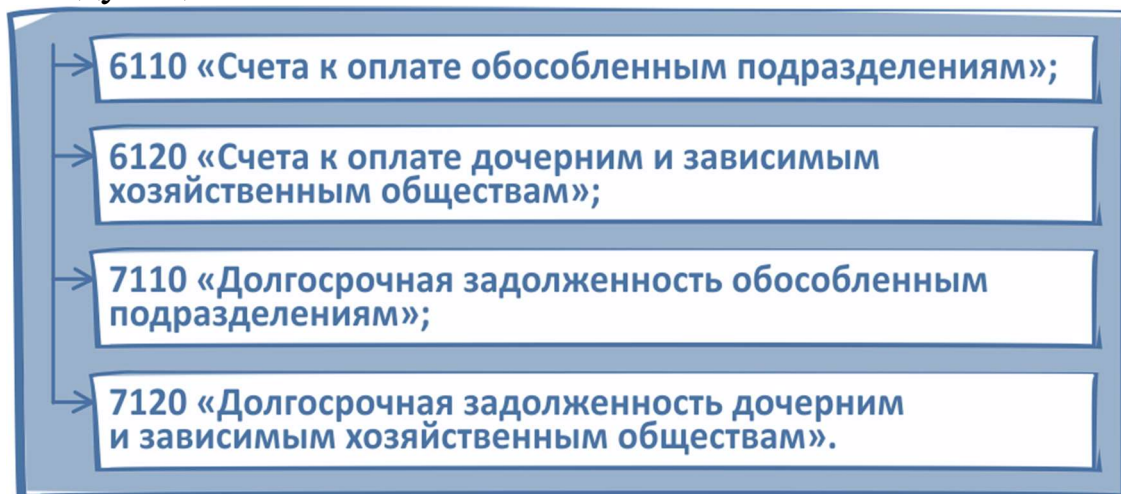 6110 «Счета к оплате обособленным подразделениям»;
6120 «Счета к оплате дочерним и зависимым
хозяйственным обществам»;
7110 «Долгосрочная задолженность обособленным
подразделениям»;
7120 «Долгосрочная задолженность дочерним
и зависимым хозяйственным обществам».